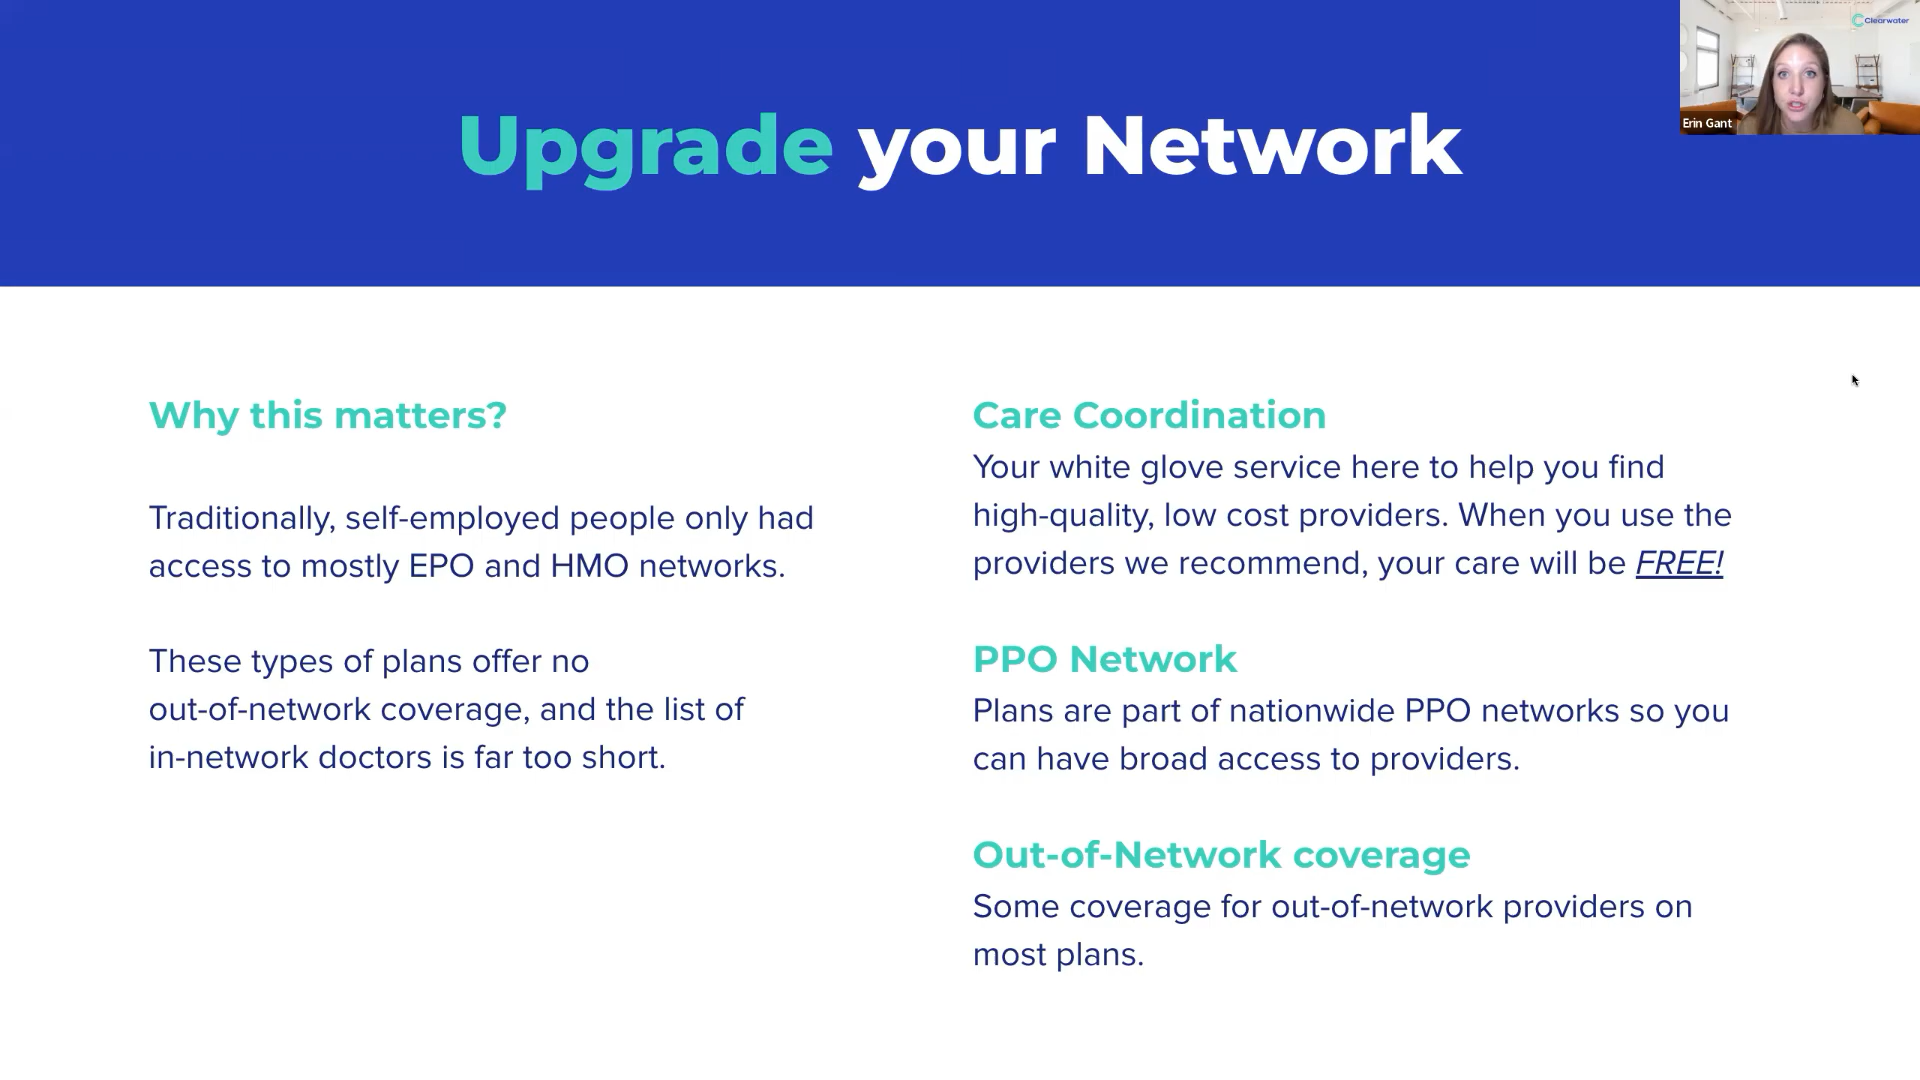 Clearwater
Erin Gant
Upgrade your Network
Why this matters?
Traditionally, self-employed people only had
access to mostly EPO and HMO networks.
These types of plans offer no
out-of-network coverage, and the list of
in-network doctors is far too short.
Care Coordination
Your white glove service here to help you find
high-quality, low cost providers. When you use the
providers we recommend, your care will be FREE!
PPO Network
Plans are part of nationwide PPO networks so you
can have broad access to providers.
Out-of-Network coverage
Some coverage for out-of-network providers on
most plans.